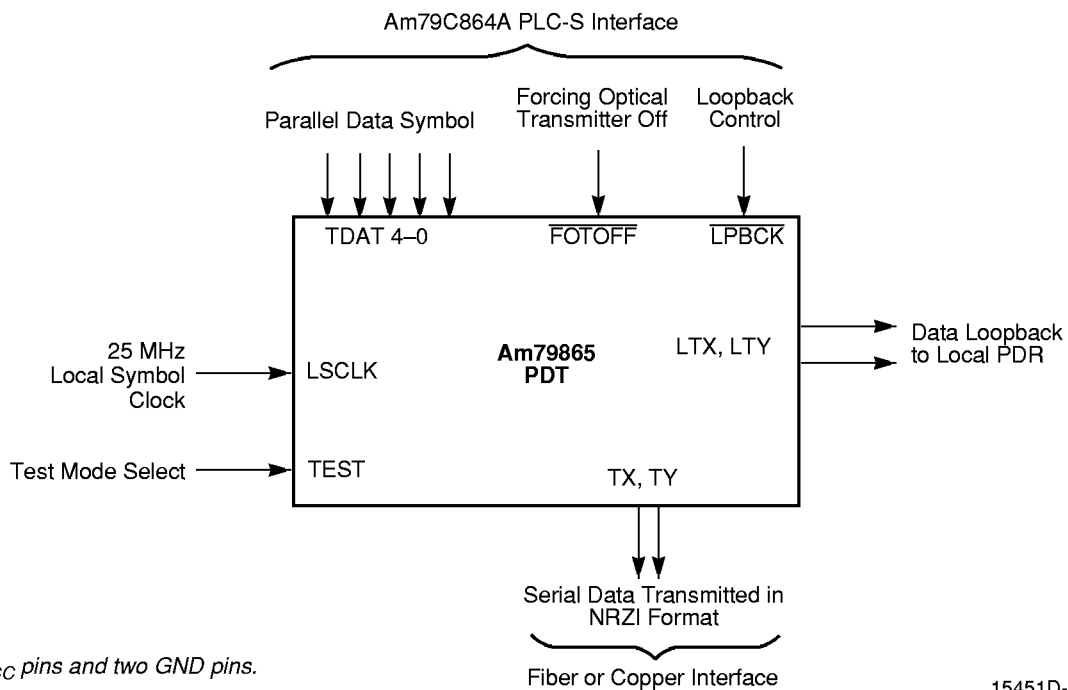 Am79C864A PLC-S Interface
Parallel Data Symbol
Forcing Optical
Transmitter Off
Loopback
Control
TDAT 4–0
FOTOFF
LPBCK
25 MHz
Local Symbol
Clock
LSCLK
Am79865
PDT
LTX, LTY
Data Loopback
to Local PDR
Test Mode Select
TEST
TX, TY
Serial Data Transmitted in
NRZI Format
CC pins and two GND pins.
Fiber or Copper Interface
15451D-